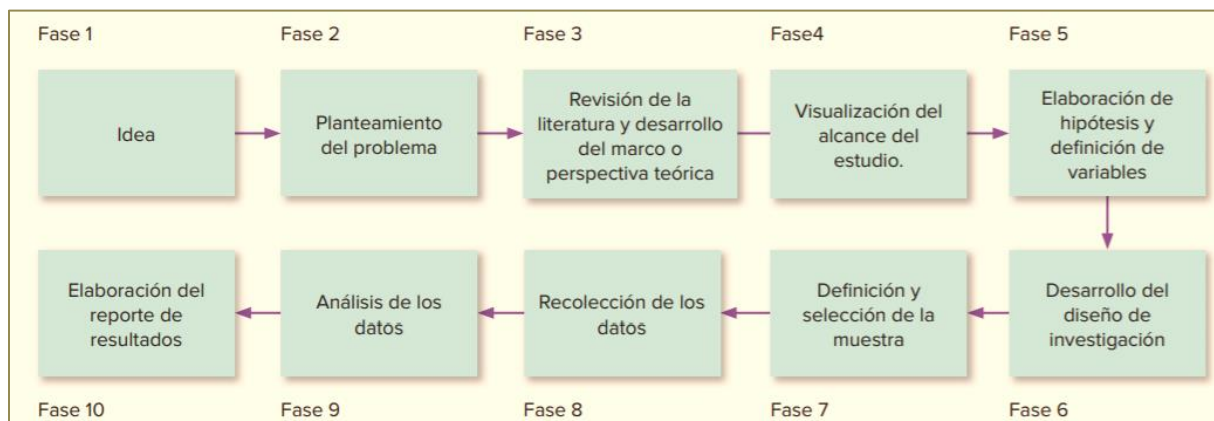 Fase 1
Fase 2
Fase 3
Fase4
Fase 5
Idea
Planteamiento
del problema
Revisión de la
literatura y desarrollo
del marco o
perspectiva teórica
Visualización del
alcance del
estudio.
Elaboración de
hipótesis y
definición de
variables
Elaboración del
reporte de
resultados
Análisis de los
datos
Recolección de los
datos
Definición y
selección de la
muestra
Desarrollo del
diseño de
investigación
Fase 10
Fase 9
Fase 8
Fase 7
Fase 6